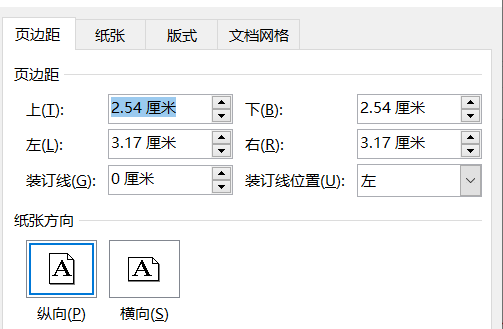 页边距 纸张 版式 文档网格
页边距
上(T): 2.54 厘米 下(B): 2.54 厘米
左(L): 3.17 厘米 右(R): 3.17 厘米
装订线(G): 0 厘米 装订线位置(U): 左
纸张方向
A A
纵向(P) 横向(S)